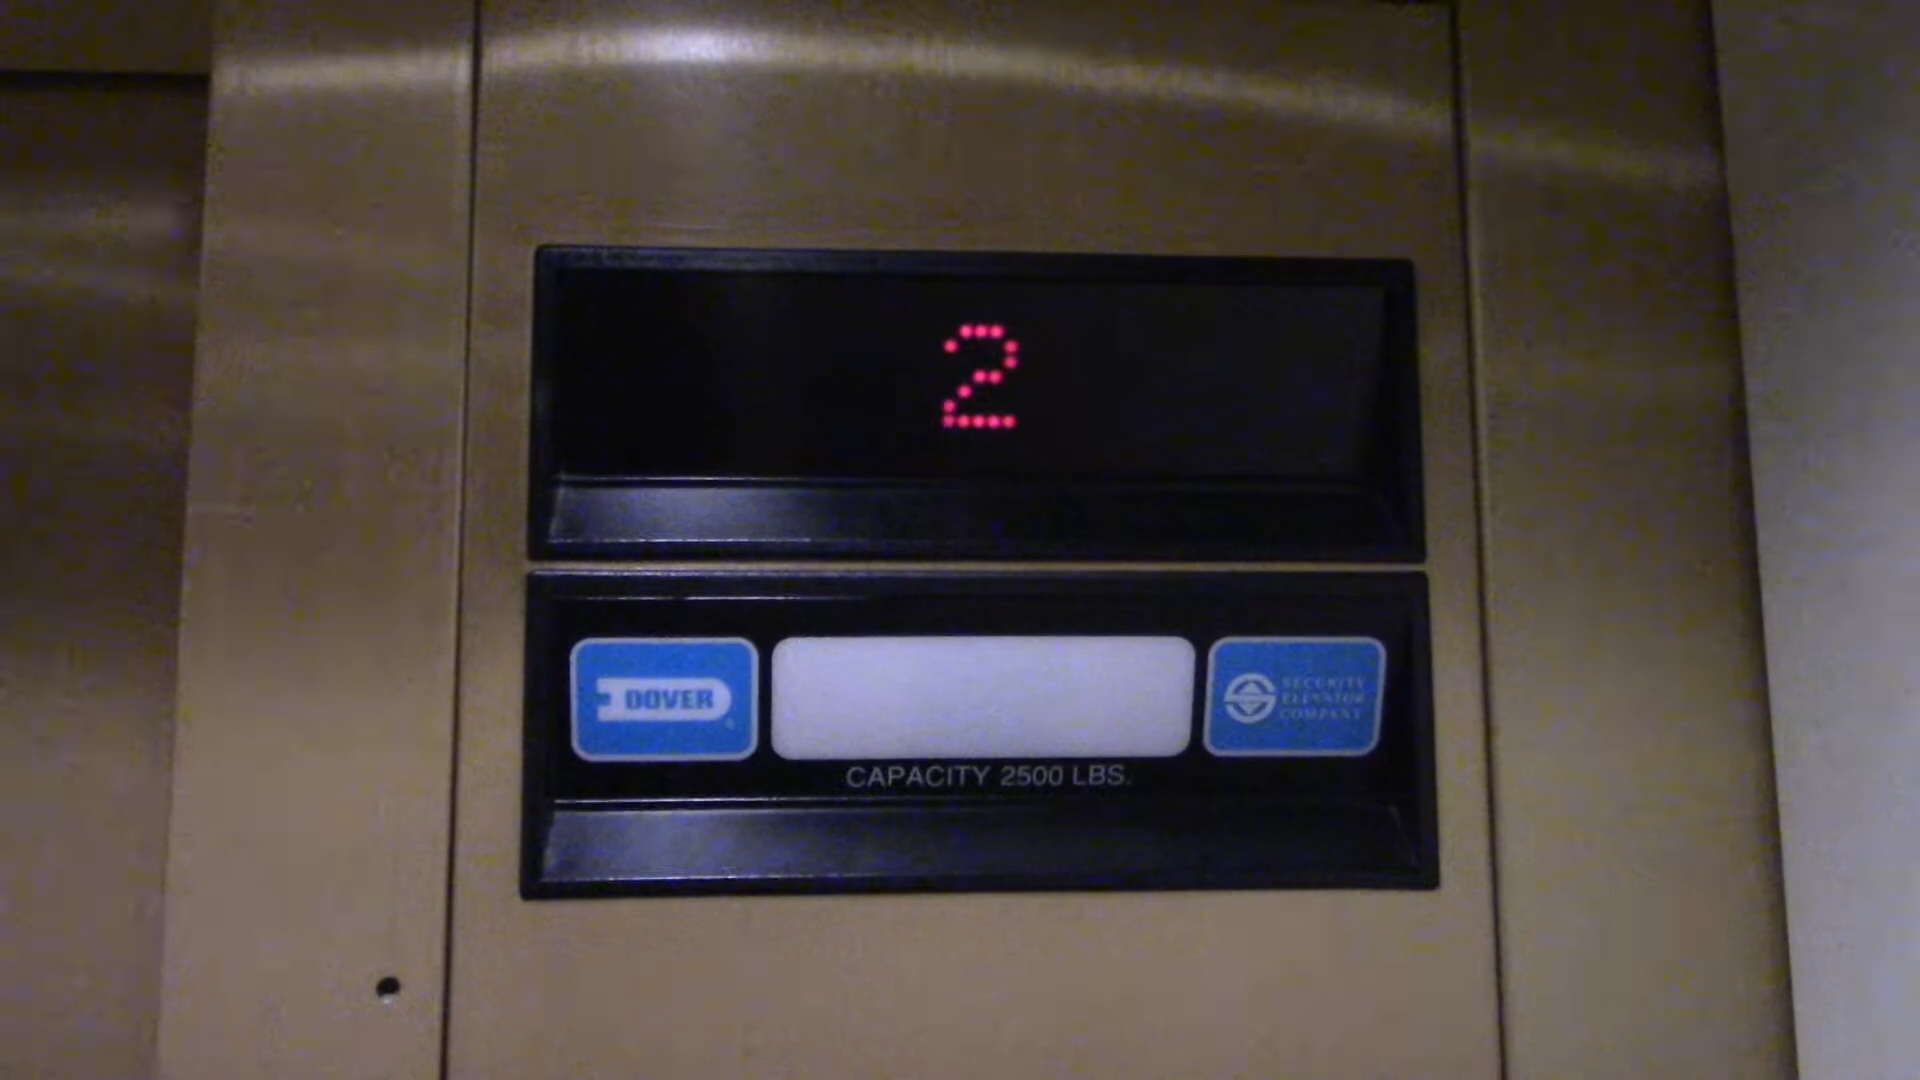 2
DOVER
SECURITY
ELEVATOR
COMPANY
CAPACITY 2500 LBS.